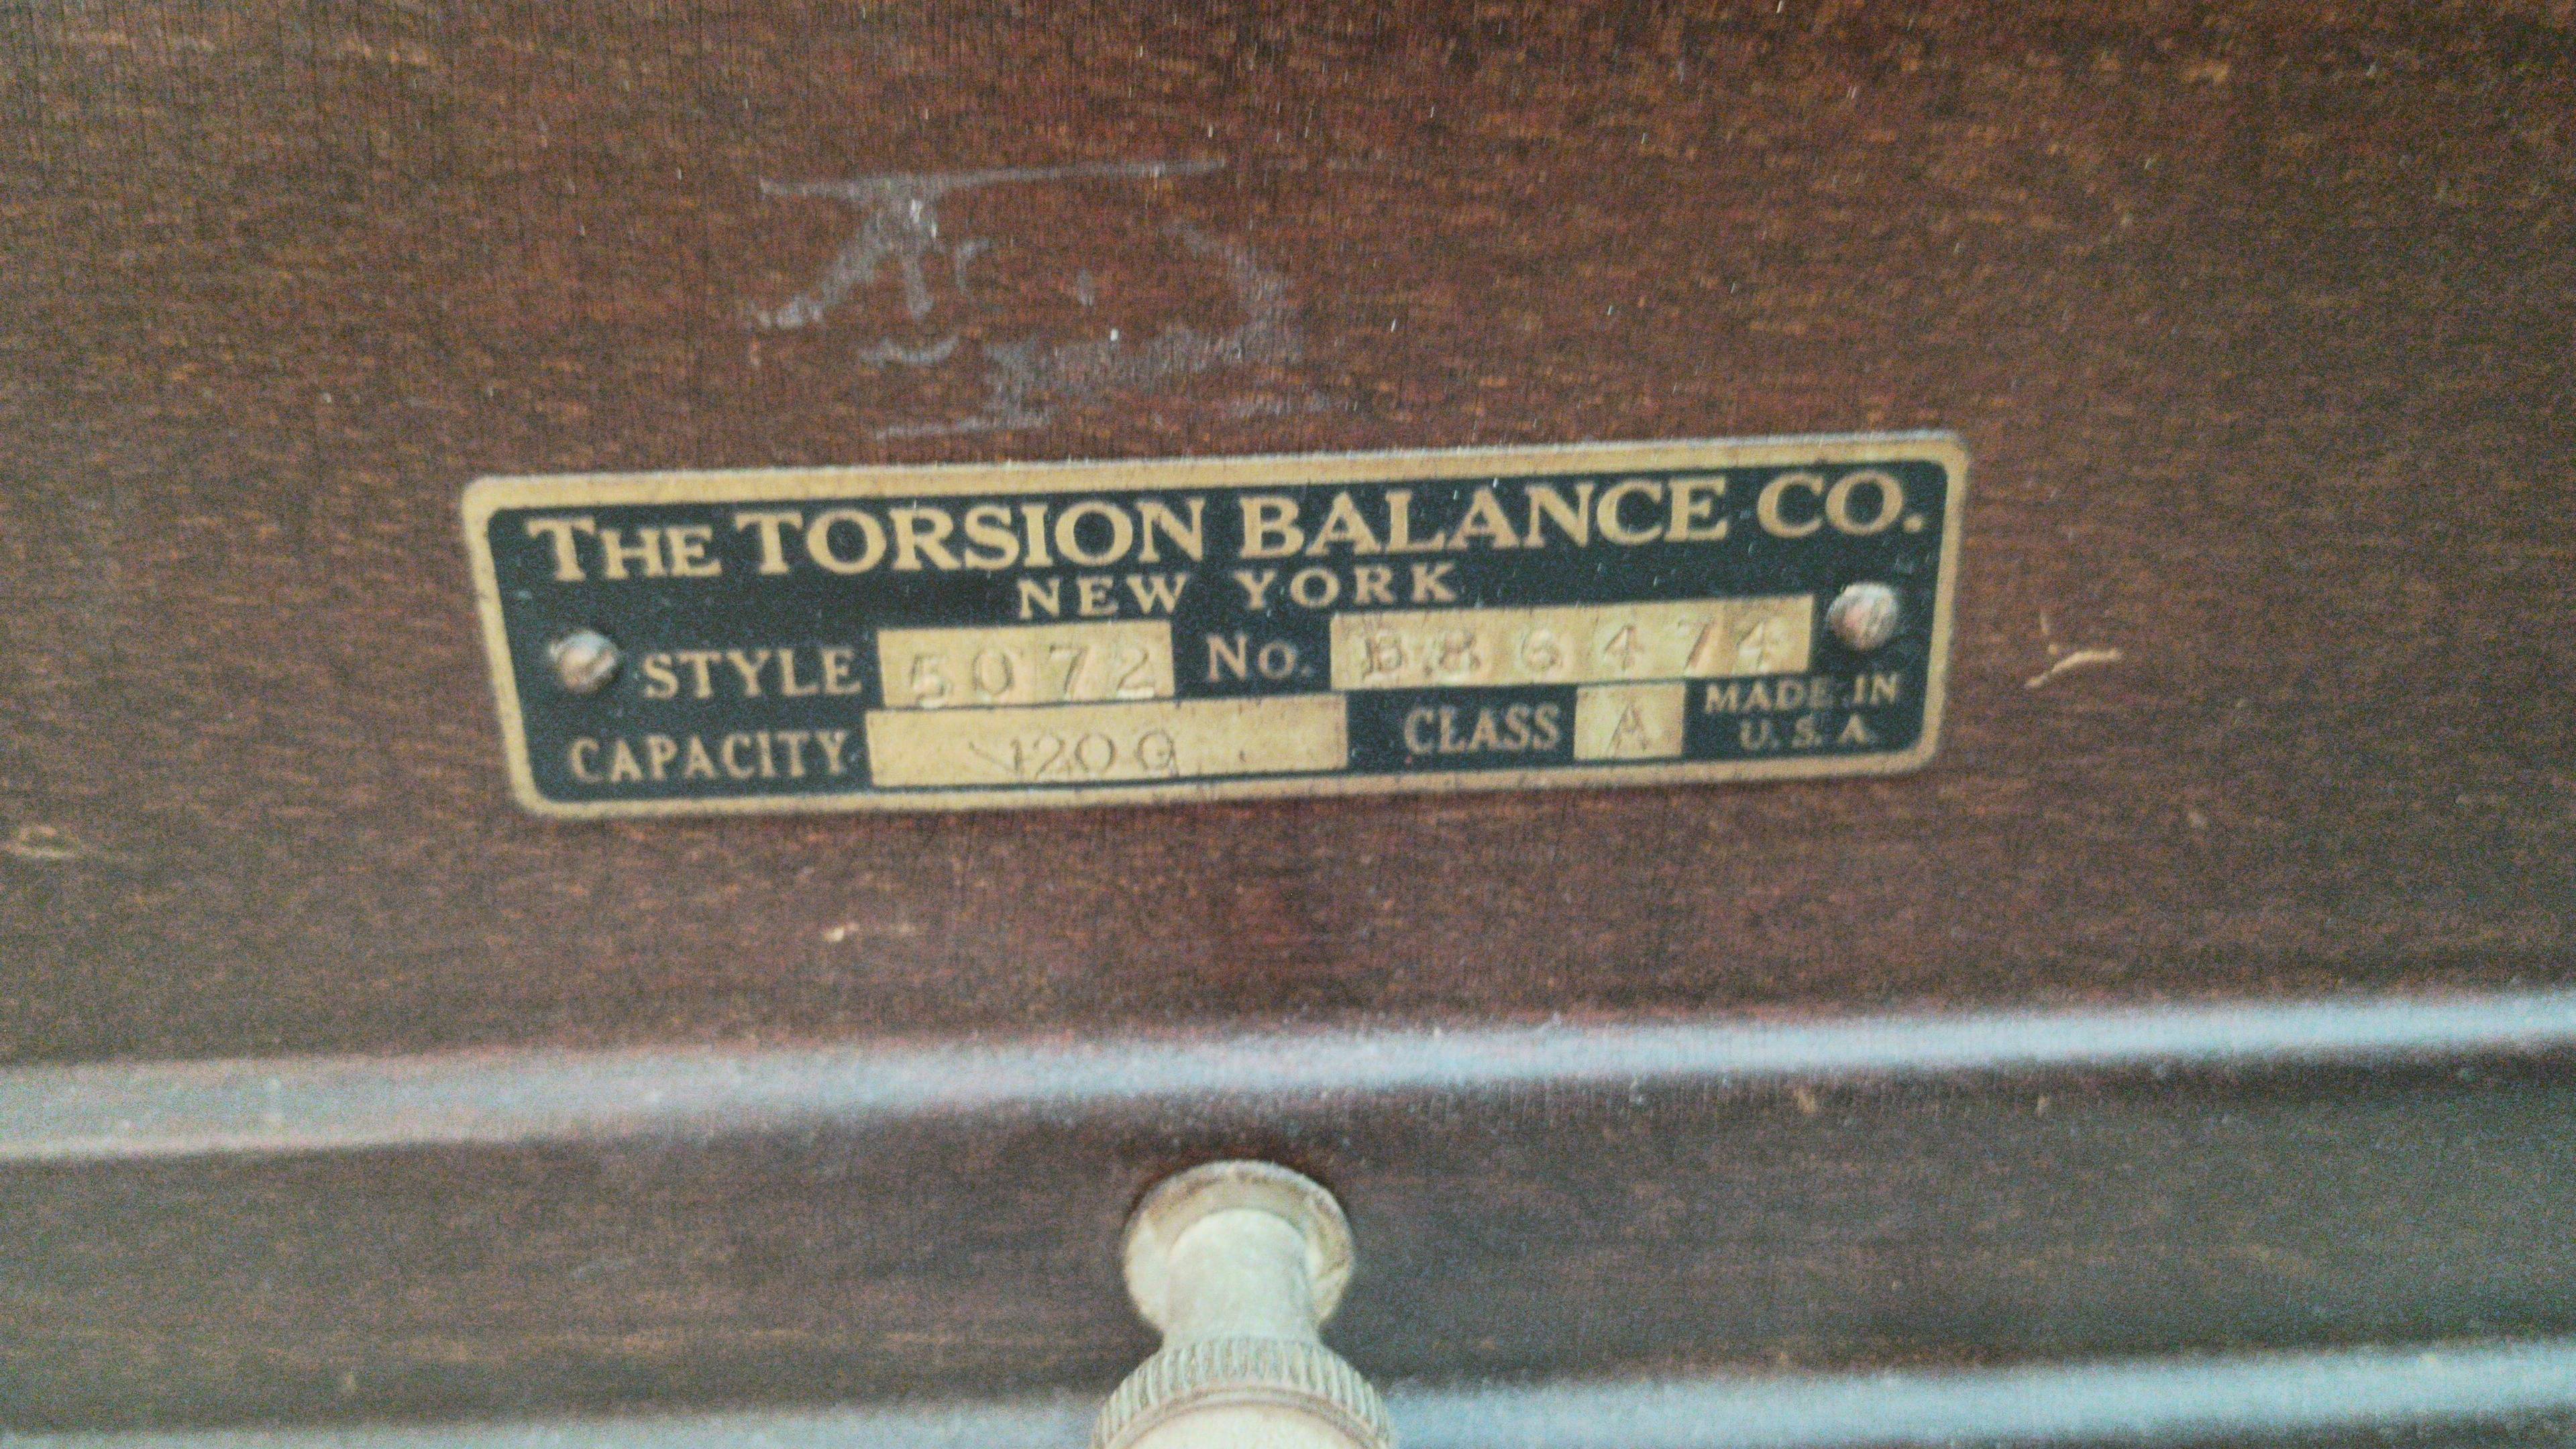 THE TORSION BALANCE CO.
NEW YORK
STYLE 5072 No. B86474
CAPACITY 120 G CLASS A MADE IN
U.S.A.